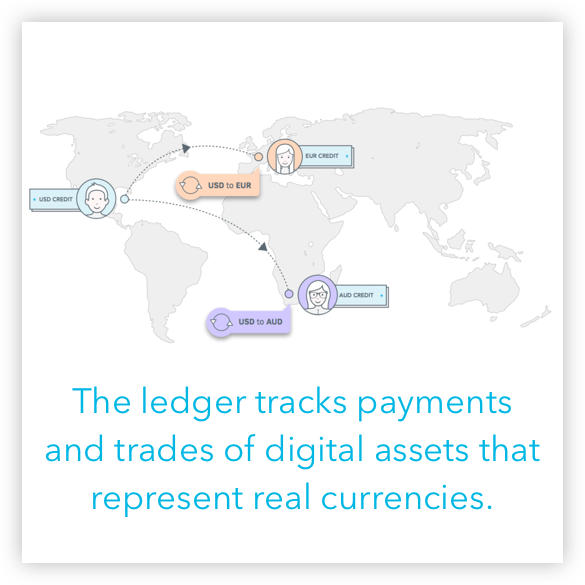 EUR CREDIT
USD to EUR
USD CREDIT
AUD CREDIT
USD to AUD
The ledger tracks payments
and trades of digital assets that
represent real currencies.